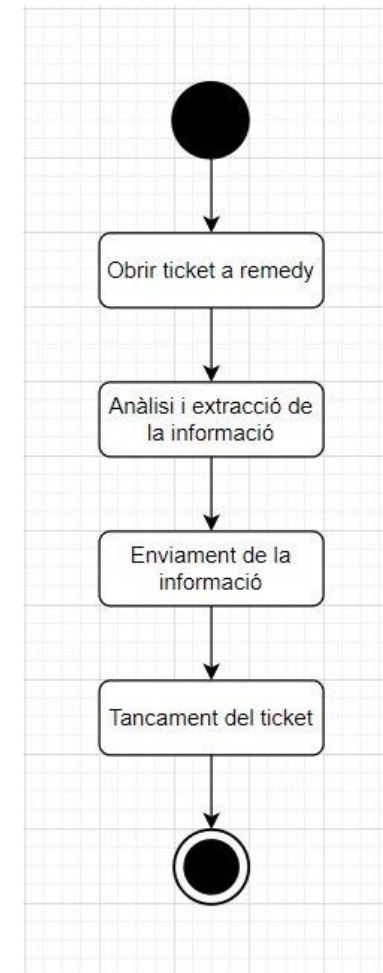 Obrir ticket a remedy
Anàlisi i extracció de
la informació
Enviament de la
informació
Tancament del ticket